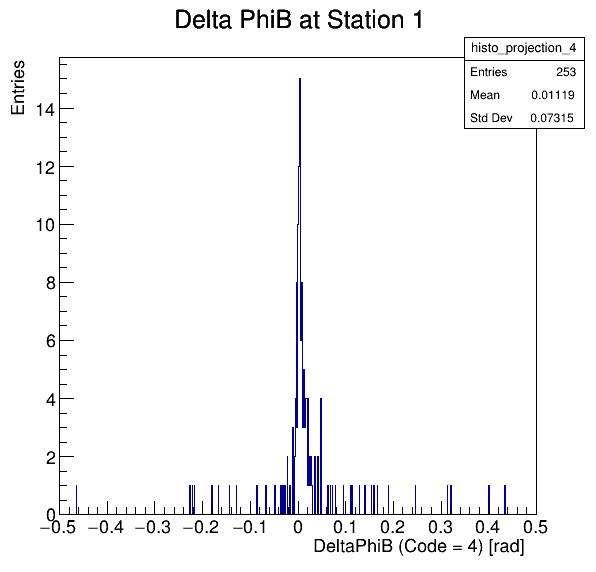 Delta PhiB at Station 1
histo_projection_4
Entries 253
Mean 0.01119
Std Dev 0.07315
Entries
14
12
10
8
6
4
2
0
−0.5 −0.4 −0.3 −0.2 −0.1 0 0.1 0.2 0.3 0.4 0.5
DeltaPhiB (Code = 4) [rad]